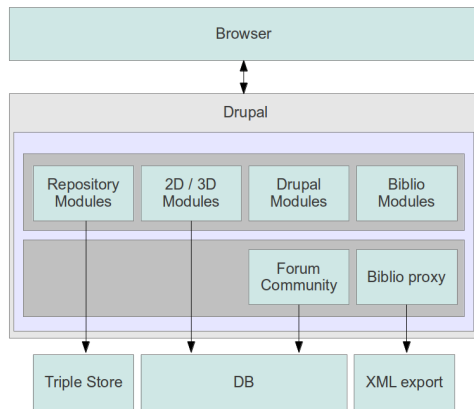 Browser
Drupal
Repository
Modules
2D / 3D
Modules
Drupal
Modules
Biblio
Modules
Forum
Community
Biblio proxy
Triple Store
DB
XML export